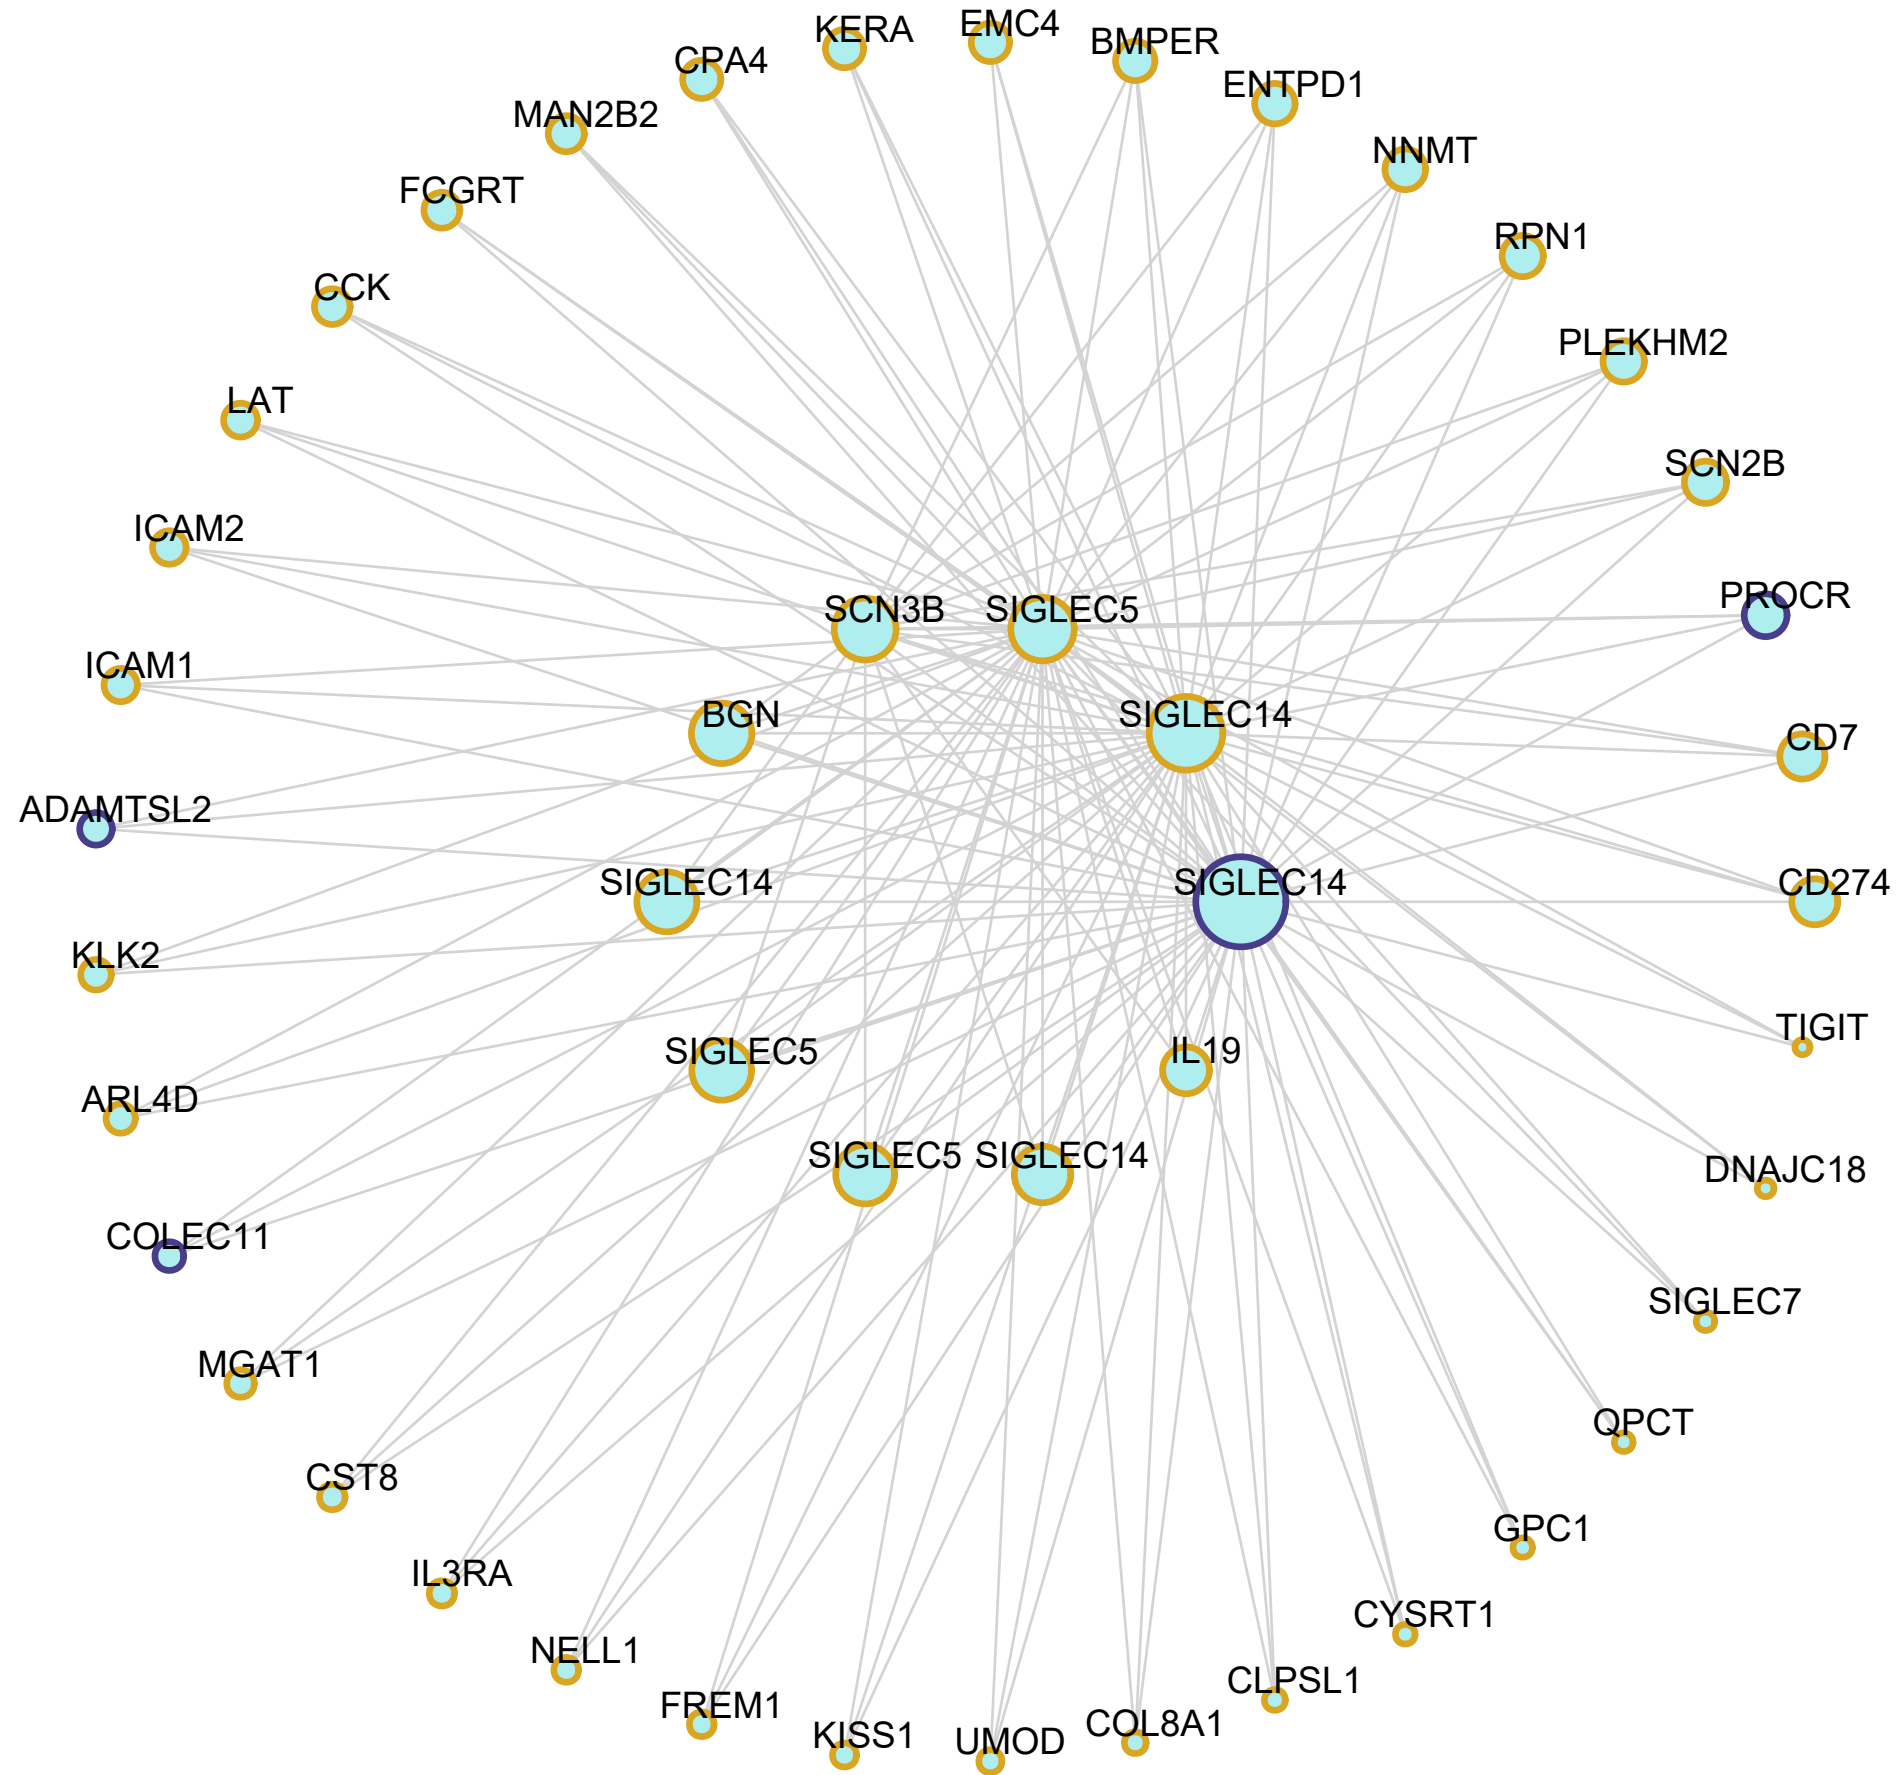 EMC4
KERA
BMPER
CPA4
ENTPD1
MAN2B2
NNMT
FCGRT
RPN1
CCK
PLEKHM2
LAT
SCN2B
ICAM2
PROCR
SCN3B
SIGLEC5
ICAM1
BGN
SIGLEC14
CD7
ADAMTSL2
SIGLEC14
SIGLEC14
CD274
KLK2
TIGIT
SIGLEC5
IL19
ARL4D
SIGLEC5
SIGLEC14
DNAJC18
COLEC11
SIGLEC7
MGAT1
QPCT
CST8
GPC1
IL3RA
CYSRT1
NELL1
CLPSL1
FREM1
COL8A1
KISS1
UMOD